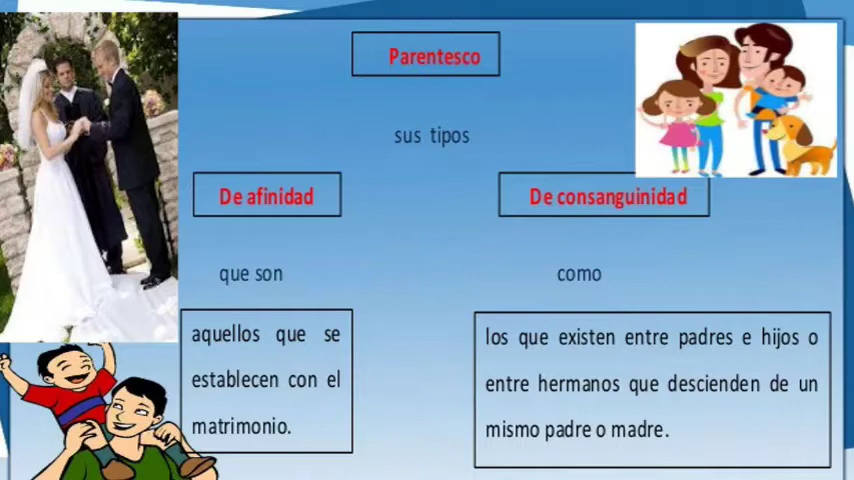 Parentesco
sus tipos
De afinidad
De consanguinidad
que son
como
aquellos que se
establecen con el
matrimonio.
los que existen entre padres e hijos o
entre hermanos que descienden de un
mismo padre o madre.